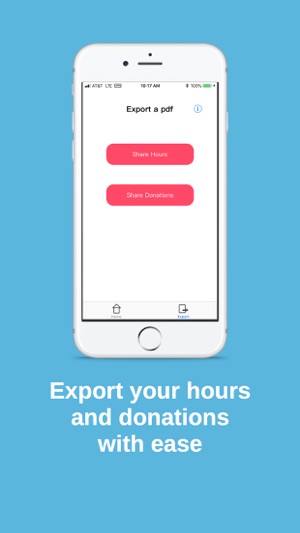 AT&T LTE VPN 10:17 AM 100%
Export a pdf
Share Hours
Share Donations
Home Export
Export your hours
and donations
with ease